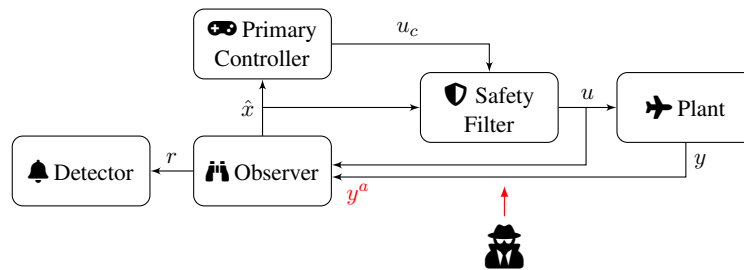 Primary
Controller
u_c
x̂
Safety
Filter
u
Plant
y
Detector
r
Observer
y^a